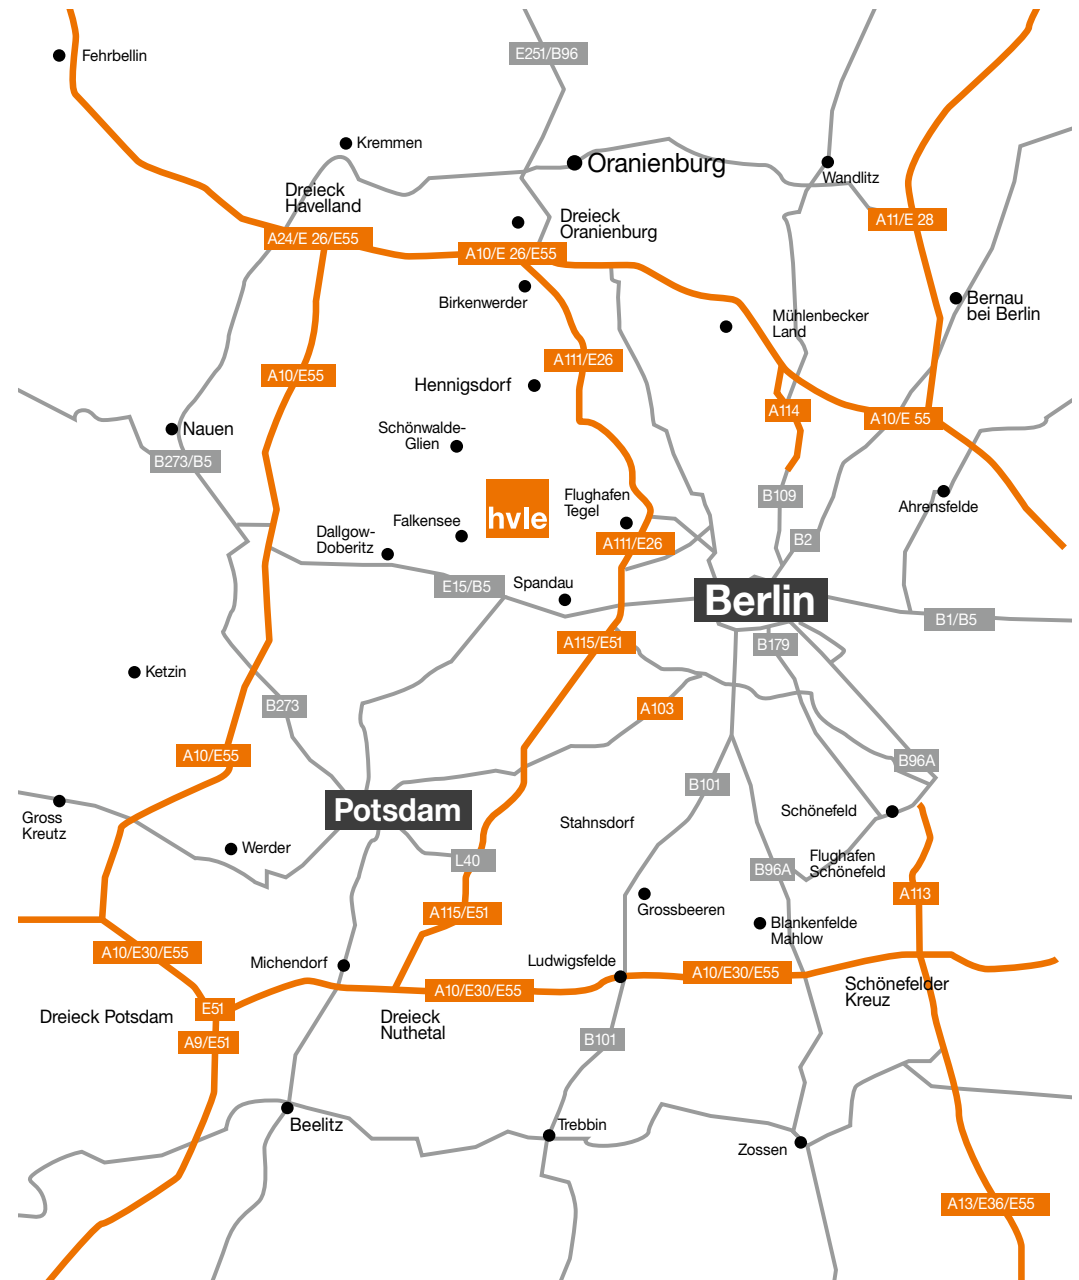 E251/B96
Fehrbellin
Kremmen
Oranienburg
Wandlitz
Dreieck
Havelland
Dreieck
Oranienburg
A11/E 28
A24/E 26/E55
A10/E 26/E55
Birkenwerder
Bernau
bei Berlin
Mühlenbecker
Land
A111/E26
A10/E55
Hennigsdorf
A114
A10/E 55
Nauen
Schönwalde-
Glien
B273/B5
hvle
Flughafen
Tegel
B109
Ahrensfelde
Falkensee
Dallgow-
Doberitz
A111/E26
B2
E15/B5
Spandau
Berlin
B1/B5
A115/E51
B179
Ketzin
B273
A103
A10/E55
B96A
B101
Gross
Kreutz
Potsdam
Stahnsdorf
Schönefeld
Werder
L40
B96A
Flughafen
Schönefeld
A113
A115/E51
Grossbeeren
Blankenfelde
Mahlow
A10/E30/E55
Michendorf
Ludwigsfelde
A10/E30/E55
A10/E30/E55
Schönefelder
Kreuz
E51
Dreieck Potsdam
Dreieck
Nuthetal
A9/E51
B101
Beelitz
Trebbin
Zossen
A13/E36/E55